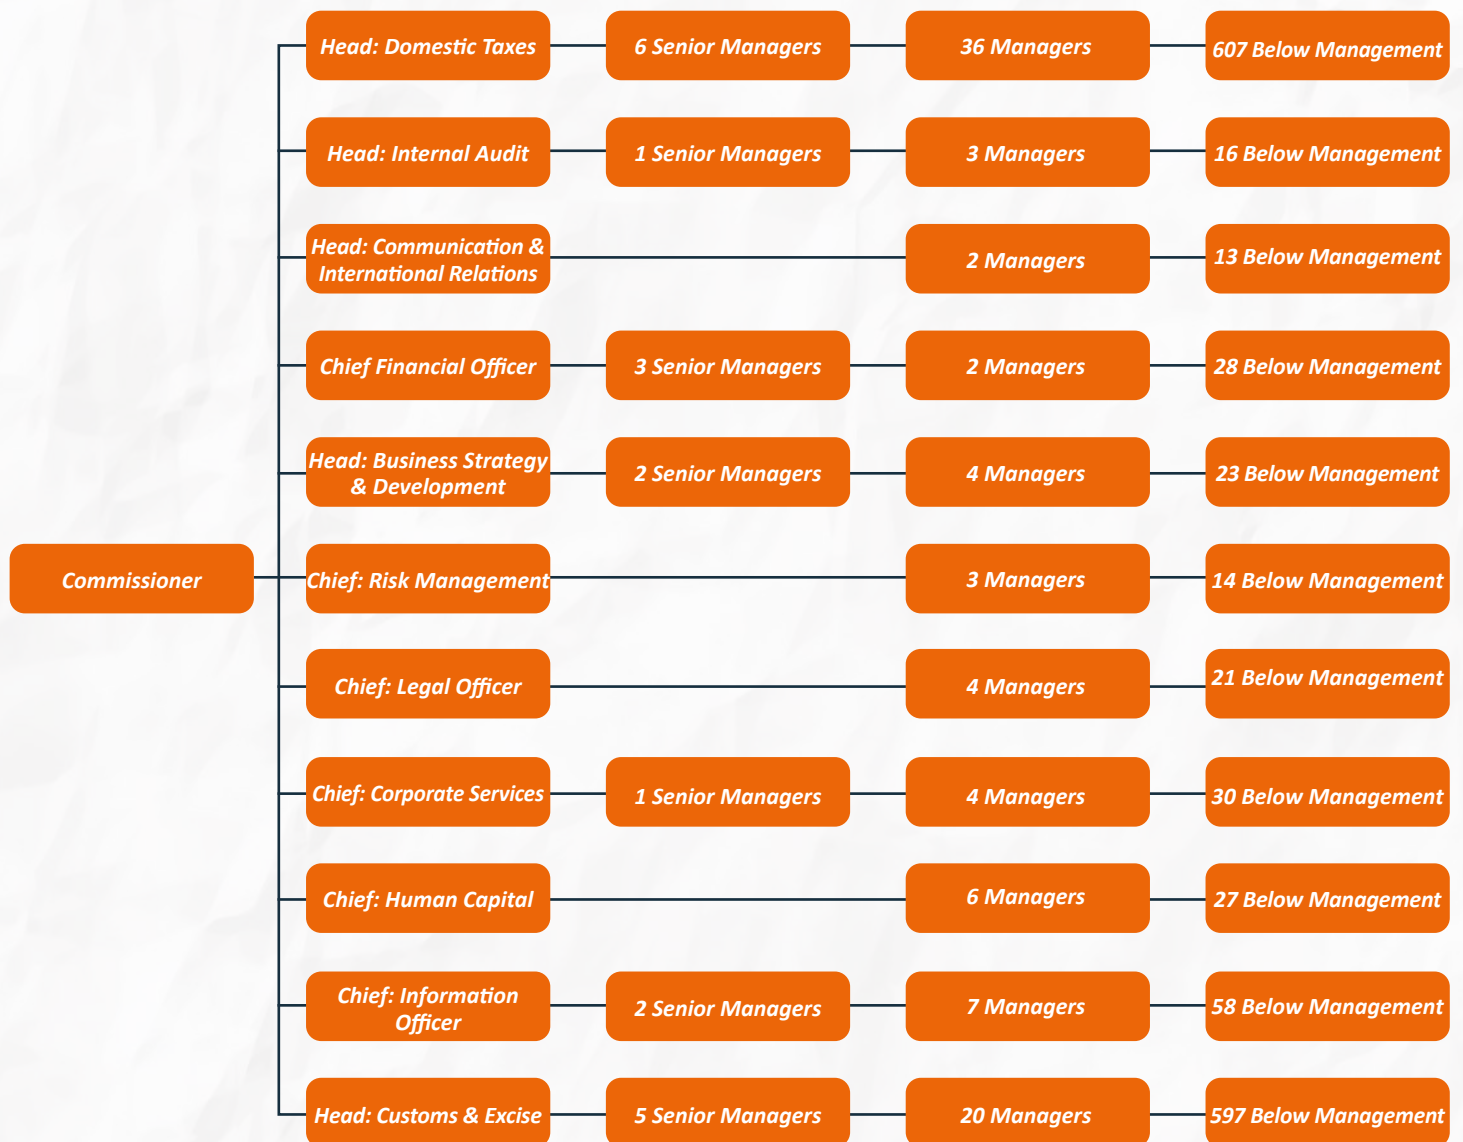 Head: Domestic Taxes
6 Senior Managers
36 Managers
607 Below Management
Head: Internal Audit
1 Senior Managers
3 Managers
16 Below Management
Head: Communication &
International Relations
2 Managers
13 Below Management
Chief Financial Officer
3 Senior Managers
2 Managers
28 Below Management
Head: Business Strategy
& Development
2 Senior Managers
4 Managers
23 Below Management
Commissioner
Chief: Risk Management
3 Managers
14 Below Management
Chief: Legal Officer
4 Managers
21 Below Management
Chief: Corporate Services
1 Senior Managers
4 Managers
30 Below Management
Chief: Human Capital
6 Managers
27 Below Management
Chief: Information
Officer
2 Senior Managers
7 Managers
58 Below Management
Head: Customs & Excise
5 Senior Managers
20 Managers
597 Below Management